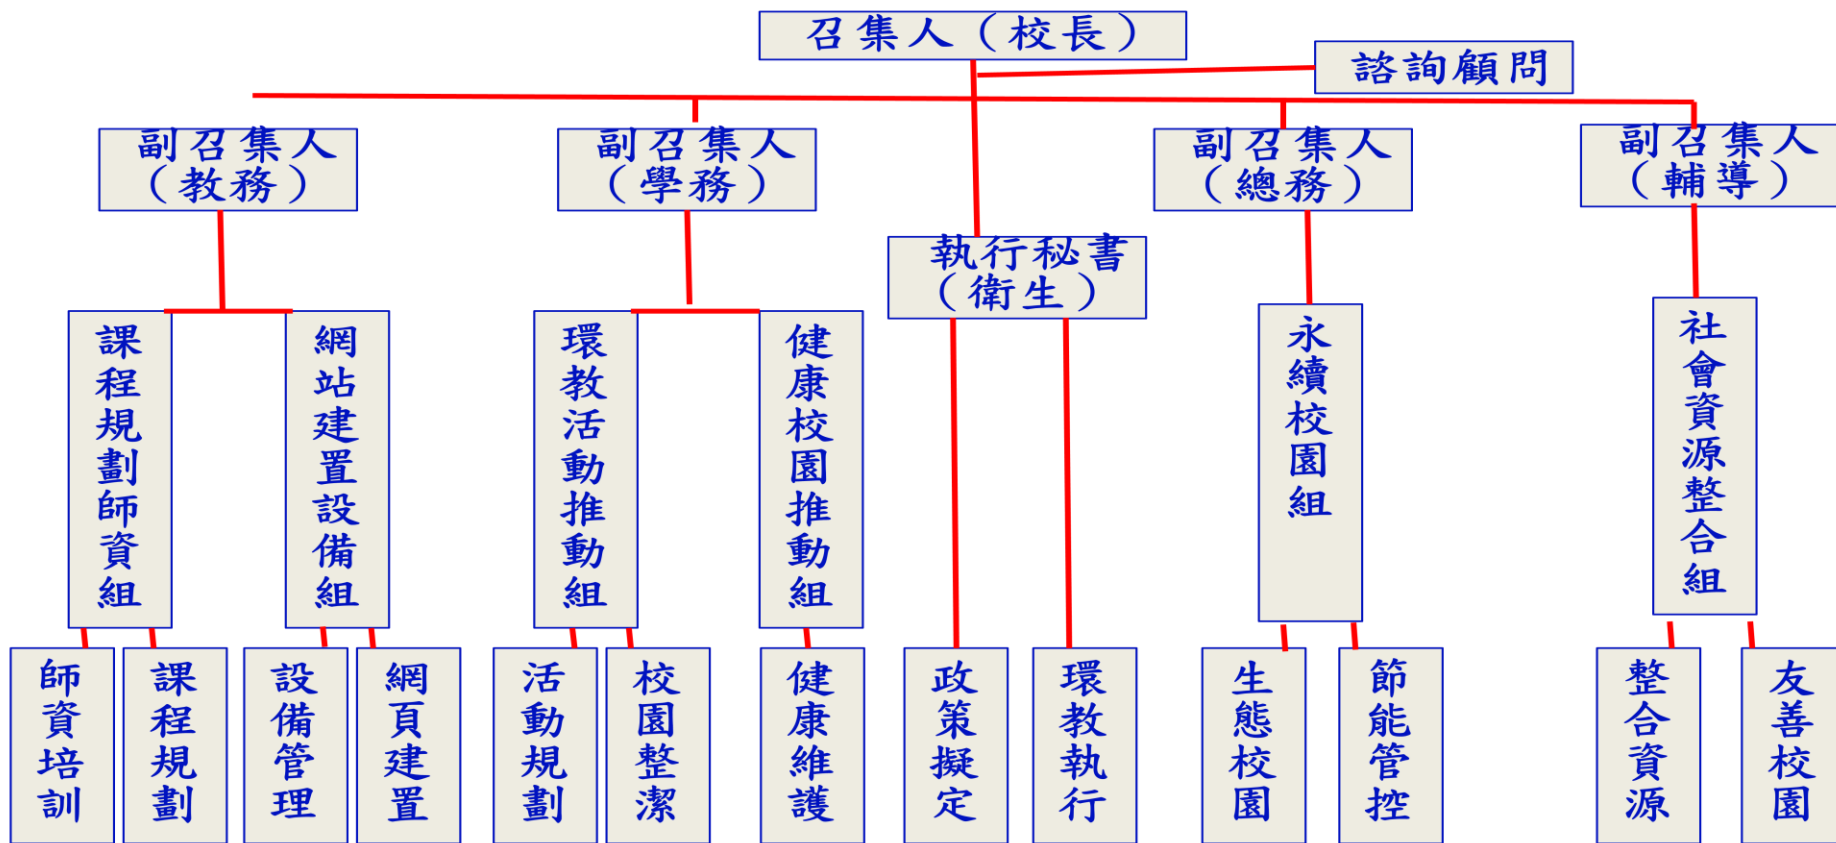 召集人（校長）
諮詢顧問
副召集人
（教務）
副召集人
（學務）
副召集人
（總務）
副召集人
（輔導）
執行秘書
（衛生）
課程規劃師資組
網站建置設備組
環教活動推動組
健康校園推動組
永續校園組
社會資源整合組
師資培訓
課程規劃
設備管理
網頁建置
活動規劃
校園整潔
健康維護
政策擬定
環教執行
生態校園
節能管控
整合資源
友善校園